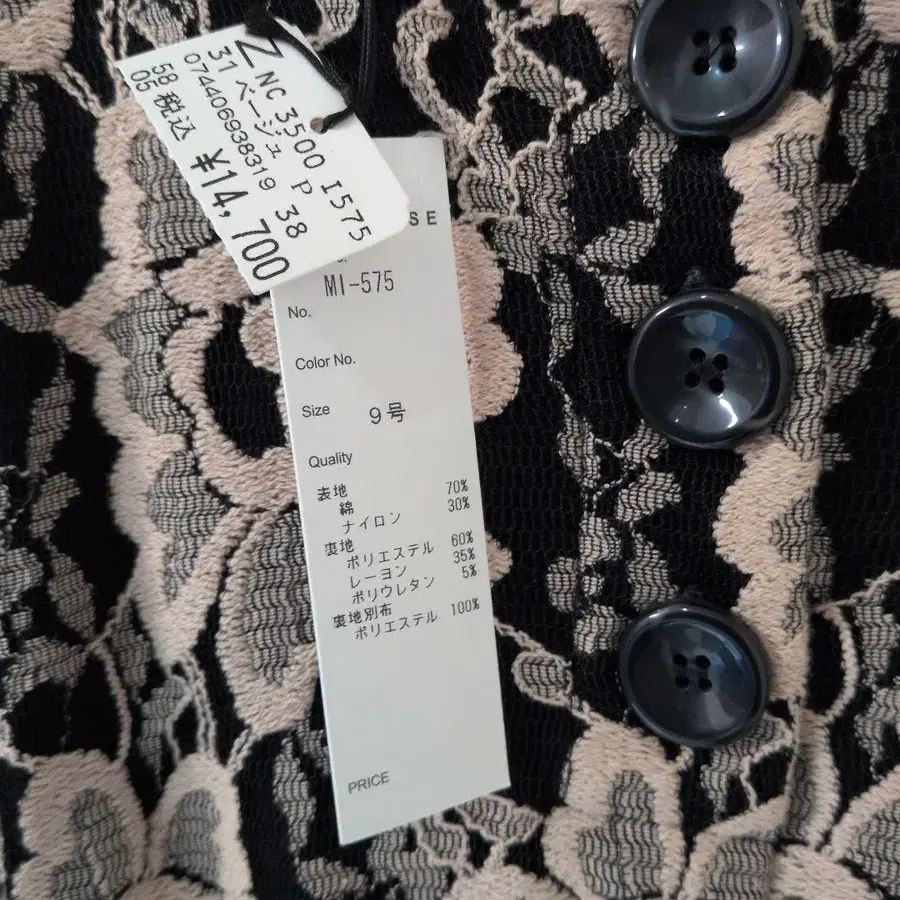 Z NC 3500 I575
31 ベージュ P 38
074406938319
58 税込 ¥14,700
05
SE
MI-575
No.
Color No.
Size 9号
Quality
表地
綿 70%
ナイロン 30%
裏地
ポリエステル 60%
レーヨン 35%
ポリウレタン 5%
裏地別布
ポリエステル 100%
PRICE